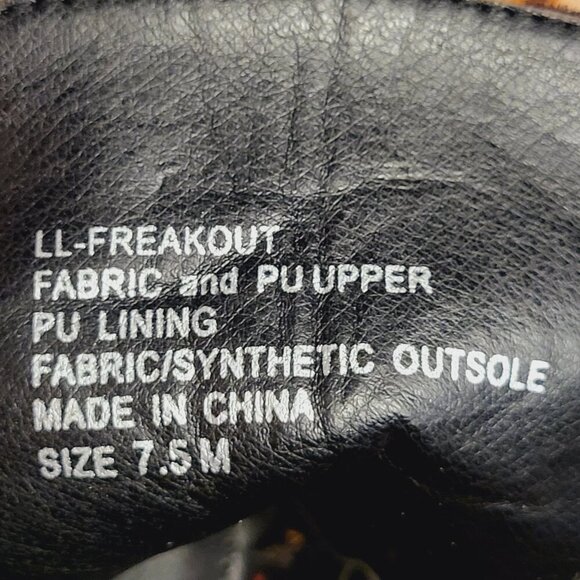 LL-FREAKOUT
FABRIC and PU UPPER
PU LINING
FABRIC/SYNTHETIC OUTSOLE
MADE IN CHINA
SIZE 7.5 M